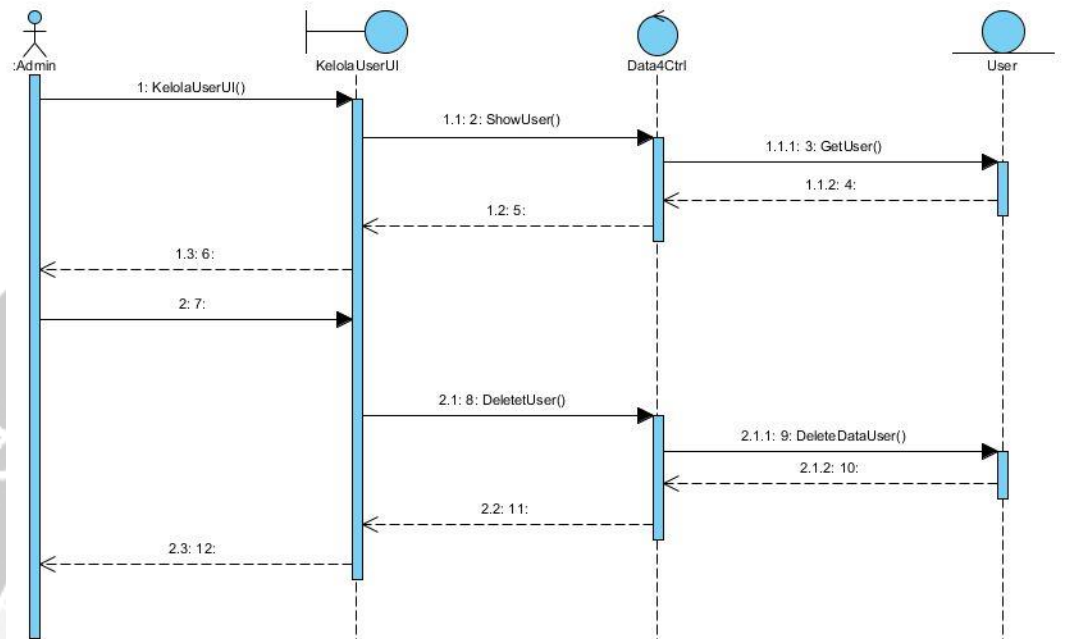 :Admin
KelolaUserUI
Data4Ctrl
User
1: KelolaUserUI()
1.1: 2: ShowUser()
1.1.1: 3: GetUser()
1.1.2: 4:
1.2: 5:
1.3: 6:
2: 7:
2.1: 8: DeletetUser()
2.1.1: 9: DeleteDataUser()
2.1.2: 10:
2.2: 11:
2.3: 12: